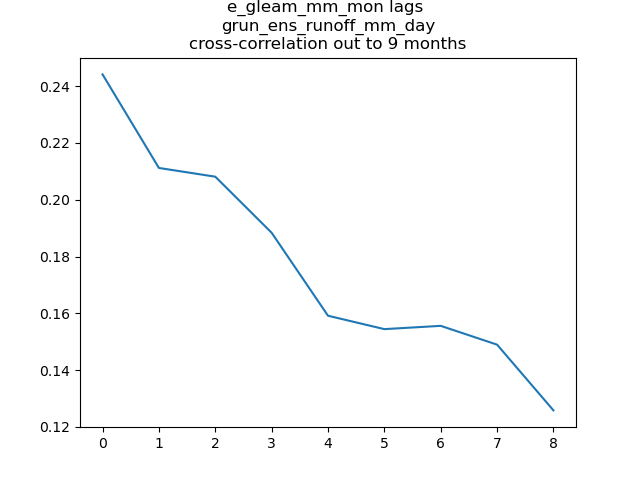 e_gleam_mm_mon lags
grun_ens_runoff_mm_day
cross-correlation out to 9 months
0.24
0.22
0.20
0.18
0.16
0.14
0.12
0 1 2 3 4 5 6 7 8